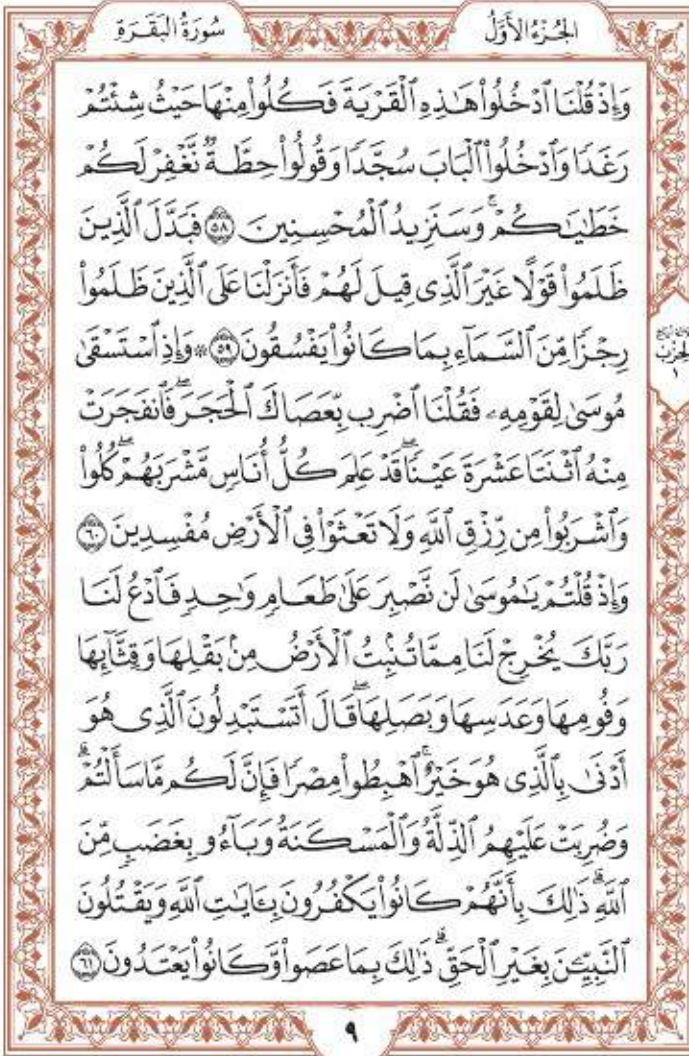 الجُزْءُ الأَوَّلُ
سُورَةُ الْبَقَرَةِ
وَإِذْ قُلْنَا ٱدْخُلُوا۟ هَٰذِهِ ٱلْقَرْيَةَ فَكُلُوا۟ مِنْهَا حَيْثُ شِئْتُمْ
رَغَدًا وَٱدْخُلُوا۟ ٱلْبَابَ سُجَّدًا وَقُولُوا۟ حِطَّةٌ نَّغْفِرْ لَكُمْ
خَطَٰيَٰكُمْ ۚ وَسَنَزِيدُ ٱلْمُحْسِنِينَ ۝٥٨ فَبَدَّلَ ٱلَّذِينَ
ظَلَمُوا۟ قَوْلًا غَيْرَ ٱلَّذِى قِيلَ لَهُمْ فَأَنزَلْنَا عَلَى ٱلَّذِينَ ظَلَمُوا۟
رِجْزًا مِّنَ ٱلسَّمَآءِ بِمَا كَانُوا۟ يَفْسُقُونَ ۝٥٩ ۞ وَإِذِ ٱسْتَسْقَىٰ
مُوسَىٰ لِقَوْمِهِۦ فَقُلْنَا ٱضْرِب بِّعَصَاكَ ٱلْحَجَرَ ۖ فَٱنفَجَرَتْ
مِنْهُ ٱثْنَتَا عَشْرَةَ عَيْنًا ۖ قَدْ عَلِمَ كُلُّ أُنَاسٍ مَّشْرَبَهُمْ ۖ كُلُوا۟
وَٱشْرَبُوا۟ مِن رِّزْقِ ٱللَّهِ وَلَا تَعْثَوْا۟ فِى ٱلْأَرْضِ مُفْسِدِينَ ۝٦٠
وَإِذْ قُلْتُمْ يَٰمُوسَىٰ لَن نَّصْبِرَ عَلَىٰ طَعَامٍ وَٰحِدٍ فَٱدْعُ لَنَا
رَبَّكَ يُخْرِجْ لَنَا مِمَّا تُنۢبِتُ ٱلْأَرْضُ مِنۢ بَقْلِهَا وَقِثَّآئِهَا
وَفُومِهَا وَعَدَسِهَا وَبَصَلِهَا ۖ قَالَ أَتَسْتَبْدِلُونَ ٱلَّذِى هُوَ
أَدْنَىٰ بِٱلَّذِى هُوَ خَيْرٌ ۚ ٱهْبِطُوا۟ مِصْرًا فَإِنَّ لَكُم مَّا سَأَلْتُمْ ۗ
وَضُرِبَتْ عَلَيْهِمُ ٱلذِّلَّةُ وَٱلْمَسْكَنَةُ وَبَآءُو بِغَضَبٍ مِّنَ
ٱللَّهِ ۗ ذَٰلِكَ بِأَنَّهُمْ كَانُوا۟ يَكْفُرُونَ بِـَٔايَٰتِ ٱللَّهِ وَيَقْتُلُونَ
ٱلنَّبِيِّـۧنَ بِغَيْرِ ٱلْحَقِّ ۗ ذَٰلِكَ بِمَا عَصَوا۟ وَّكَانُوا۟ يَعْتَدُونَ ۝٦١
الحِزْبُ
١
٩